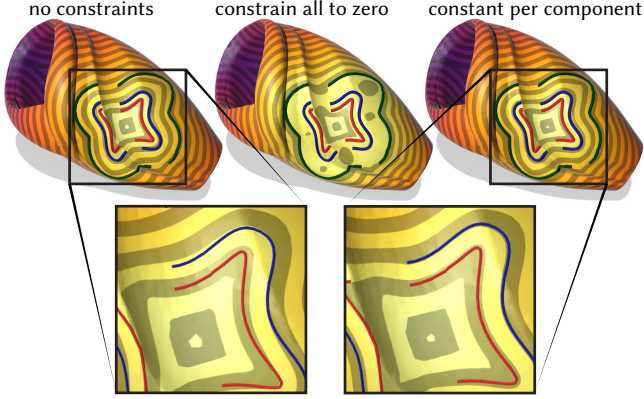 no constraints
constrain all to zero
constant per component